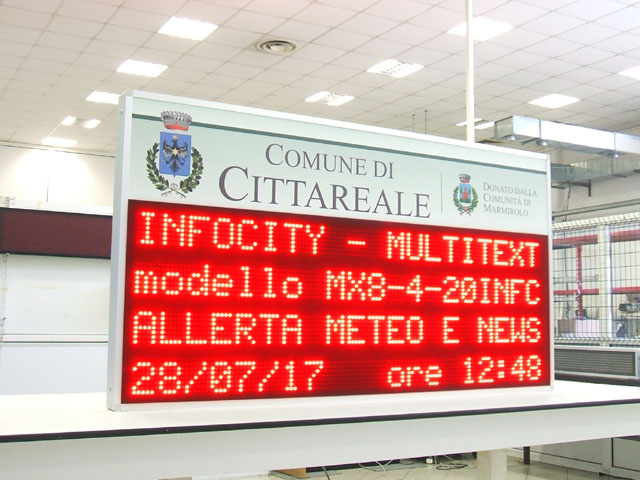 COMUNE DI
CITTAREALE
DONATO DALLA
COMUNITÀ DI
MARMIROLO
INFOCITY - MULTITEXT
modello MX8-4-20INFC
ALLERTA METEO E NEWS
28/07/17 ore 12:48